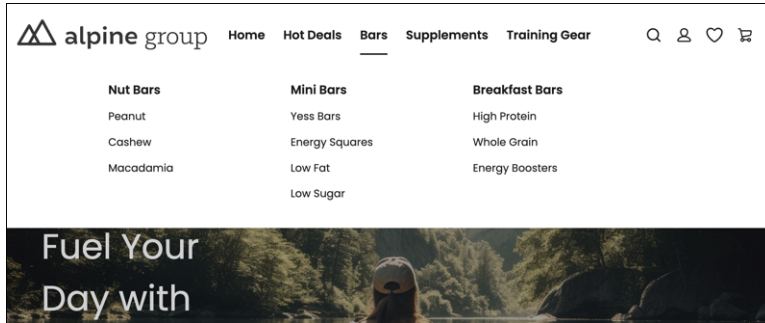 alpine group
Home Hot Deals Bars Supplements Training Gear
Nut Bars Mini Bars Breakfast Bars
Peanut Yess Bars High Protein
Cashew Energy Squares Whole Grain
Macadamia Low Fat Energy Boosters
Low Sugar
Fuel Your
Day with